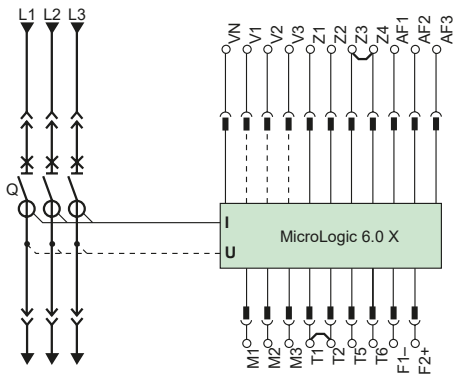 L1 L2 L3
VN V1 V2 V3 Z1 Z2 Z3 Z4 AF1 AF2 AF3
Q
I
MicroLogic 6.0 X
U
M1 M2 M3 T1 T2 T5 T6 F1– F2+